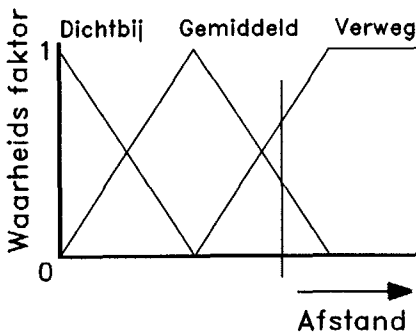 Dichtbij Gemiddeld Verweg
1
Waarheids faktor
0
Afstand